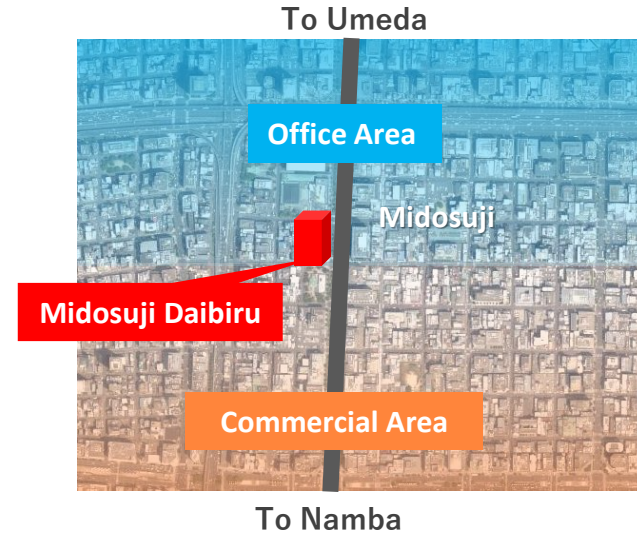 To Umeda
Office Area
Midosuji
Midosuji Daibiru
Commercial Area
To Namba